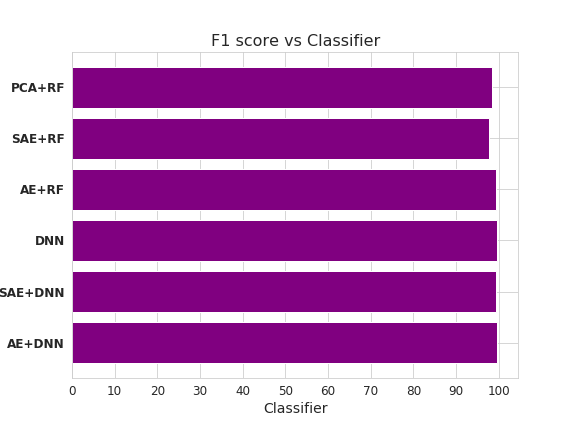 F1 score vs Classifier
PCA+RF
SAE+RF
AE+RF
DNN
SAE+DNN
AE+DNN
0 10 20 30 40 50 60 70 80 90 100
Classifier